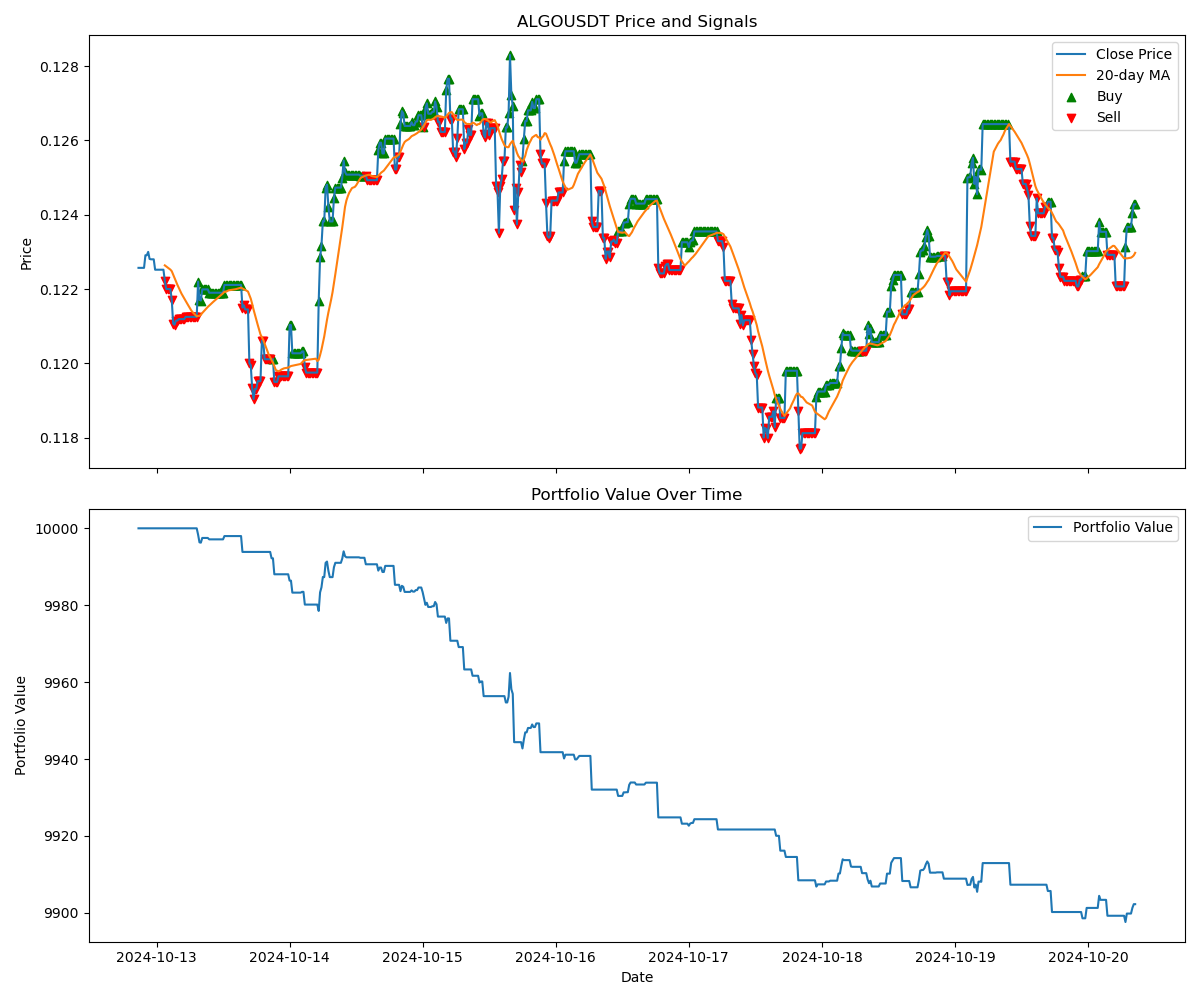 ALGOUSDT Price and Signals
Price
0.128
0.126
0.124
0.122
0.120
0.118
Close Price
20-day MA
Buy
Sell
Portfolio Value Over Time
Portfolio Value
10000
9980
9960
9940
9920
9900
Portfolio Value
2024-10-13 2024-10-14 2024-10-15 2024-10-16 2024-10-17 2024-10-18 2024-10-19 2024-10-20
Date